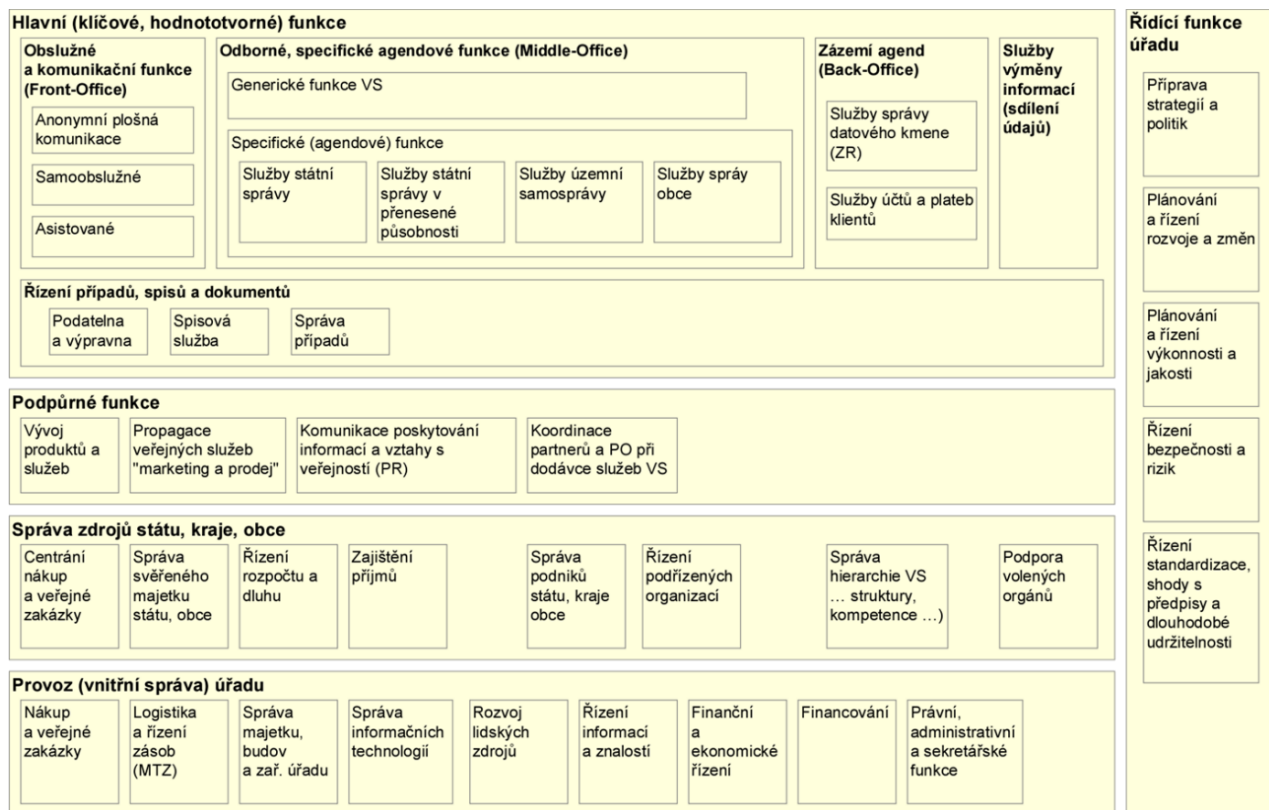 Hlavní (klíčové, hodnototvorné) funkce
Obslužné
a komunikační funkce
(Front-Office)
Anonymní plošná
komunikace
Samoobslužné
Asistované
Odborné, specifické agendové funkce (Middle-Office)
Generické funkce VS
Specifické (agendové) funkce
Služby státní
správy
Služby státní
správy v
přenesené
působnosti
Služby územní
samosprávy
Služby spráy
obce
Zázemí agend
(Back-Office)
Služby správy
datového kmene
(ZR)
Služby účtů a plateb
klientů
Služby
výměny
informací
(sdílení
údajů)
Řízení případů, spisů a dokumentů
Podatelna
a výpravna
Spisová
služba
Správa
případů
Podpůrné funkce
Vývoj
produktů a
služeb
Propagace
veřejných služeb
"marketing a prodej"
Komunikace poskytování
informací a vztahy s
veřejností (PR)
Koordinace
partnerů a PO při
dodávce služeb VS
Správa zdrojů státu, kraje, obce
Centrání
nákup
a veřejné
zakázky
Správa
svěřeného
majetku
státu, obce
Řízení
rozpočtu a
dluhu
Zajištění
příjmů
Správa
podniků
státu, kraje
obce
Řízení
podřízených
organizací
Správa
hierarchie VS
… struktury,
kompetence …)
Podpora
volených
orgánů
Provoz (vnitřní správa) úřadu
Nákup
a veřejné
zakázky
Logistika
a řízení
zásob
(MTZ)
Správa
majetku,
budov
a zař. úřadu
Správa
informačních
technologií
Rozvoj
lidských
zdrojů
Řízení
informací
a znalostí
Finanční
a
ekonomické
řízení
Financování
Právní,
administrativní
a sekretářské
funkce
Řídící funkce
úřadu
Příprava
strategií a
politik
Plánování
a řízení
rozvoje a změn
Plánování
a řízení
výkonnosti a
jakosti
Řízení
bezpečnosti a
rizik
Řízení
standardizace,
shody s
předpisy a
dlouhodobé
udržitelnosti